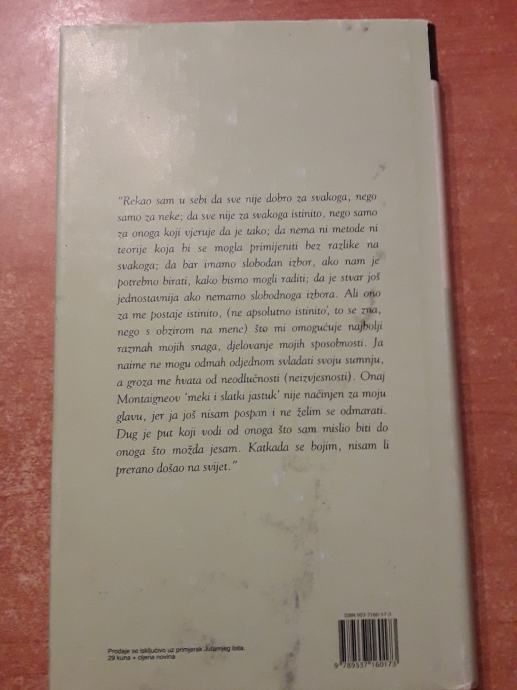 "Rekao sam u sebi da sve nije dobro za svakoga, nego
samo za neke; da sve nije za svakoga istinito, nego samo
za onoga koji vjeruje da je tako; da nema ni metode ni
teorije koja bi se mogla primijeniti bez razlike na
svakoga; da bar imamo slobodan izbor, ako nam je
potrebno birati, kako bismo mogli raditi; da je stvar još
jednostavnija ako nemamo slobodnoga izbora. Ali ono
za me postaje istinito, (ne apsolutno istinito, to se zna,
nego s obzirom na mene) što mi omogućuje najbolji
razmah mojih snaga, djelovanje mojih sposobnosti. Ja
naime ne mogu odmah odjednom svladati svoju sumnju,
a groza me hvata od neodlučnosti (neizvjesnosti). Onaj
Montaigneov 'meki i slatki jastuk' nije načinjen za moju
glavu, jer ja još nisam pospan i ne želim se odmarati.
Dug je put koji vodi od onoga što sam mislio biti do
onoga što možda jesam. Katkada se bojim, nisam li
prerano došao na svijet."
ISBN 953-7160-17-3
Prodaje se isključivo uz primjerak Jutarnjeg lista.
29 kuna + cijena novina
9 789537 160173